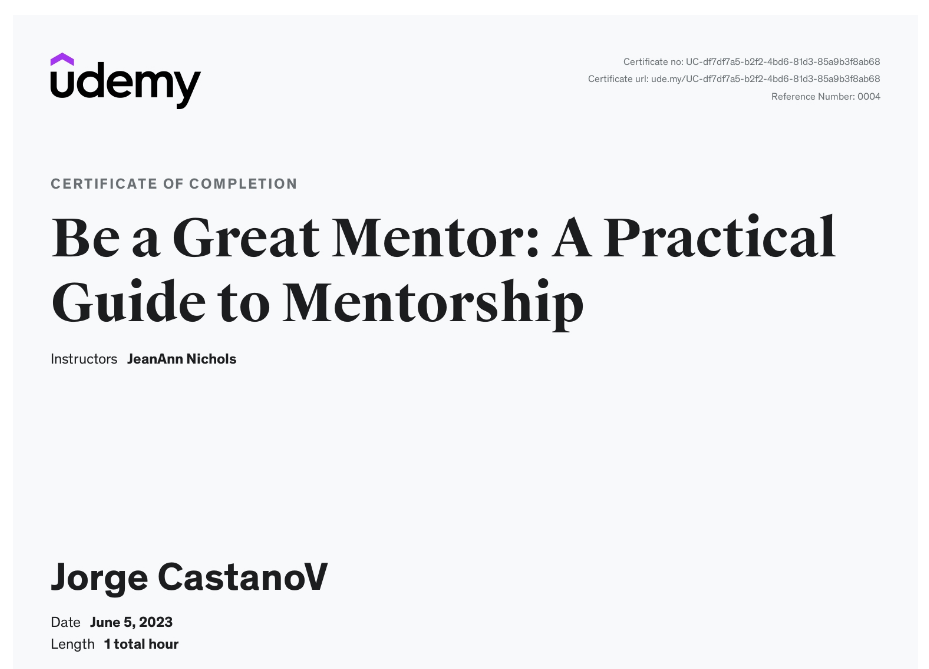 udemy
Certificate no: UC-df7df7a5-b2f2-4bd6-81d3-85a9b3f8ab68
Certificate url: ude.my/UC-df7df7a5-b2f2-4bd6-81d3-85a9b3f8ab68
Reference Number: 0004
CERTIFICATE OF COMPLETION
Be a Great Mentor: A Practical
Guide to Mentorship
Instructors JeanAnn Nichols
Jorge CastanoV
Date June 5, 2023
Length 1 total hour